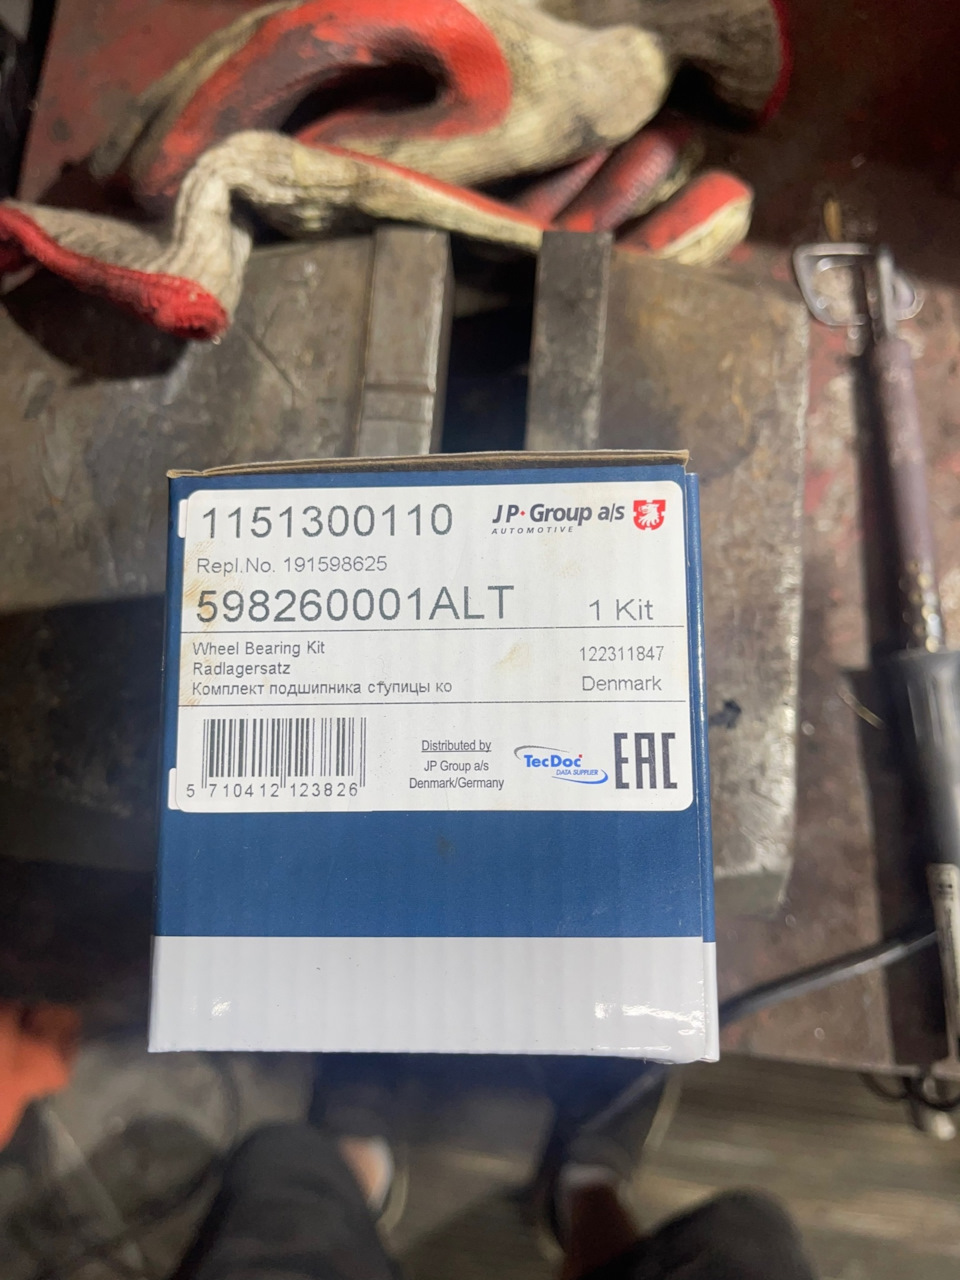 1151300110
JP Group a/s
AUTOMOTIVE
Repl.No. 191598625
598260001ALT
1 Kit
Wheel Bearing Kit
122311847
Radlagersatz
Комплект подшипника ступицы ко
Denmark
Distributed by
JP Group a/s
Denmark/Germany
TecDoc
DATA SUPPLIER
EAC
5 710412 123826